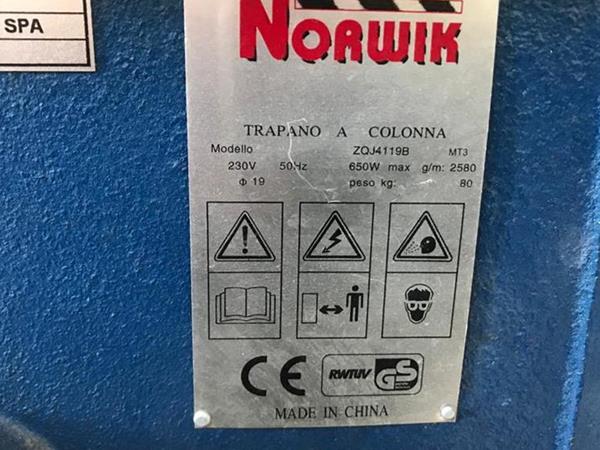 SPA
NORWIK
TRAPANO A COLONNA
Modello ZQJ4119B MT3
230V 50Hz 650W max g/m: 2580
Φ 19 peso kg: 80
CE RWTUV GS
MADE IN CHINA